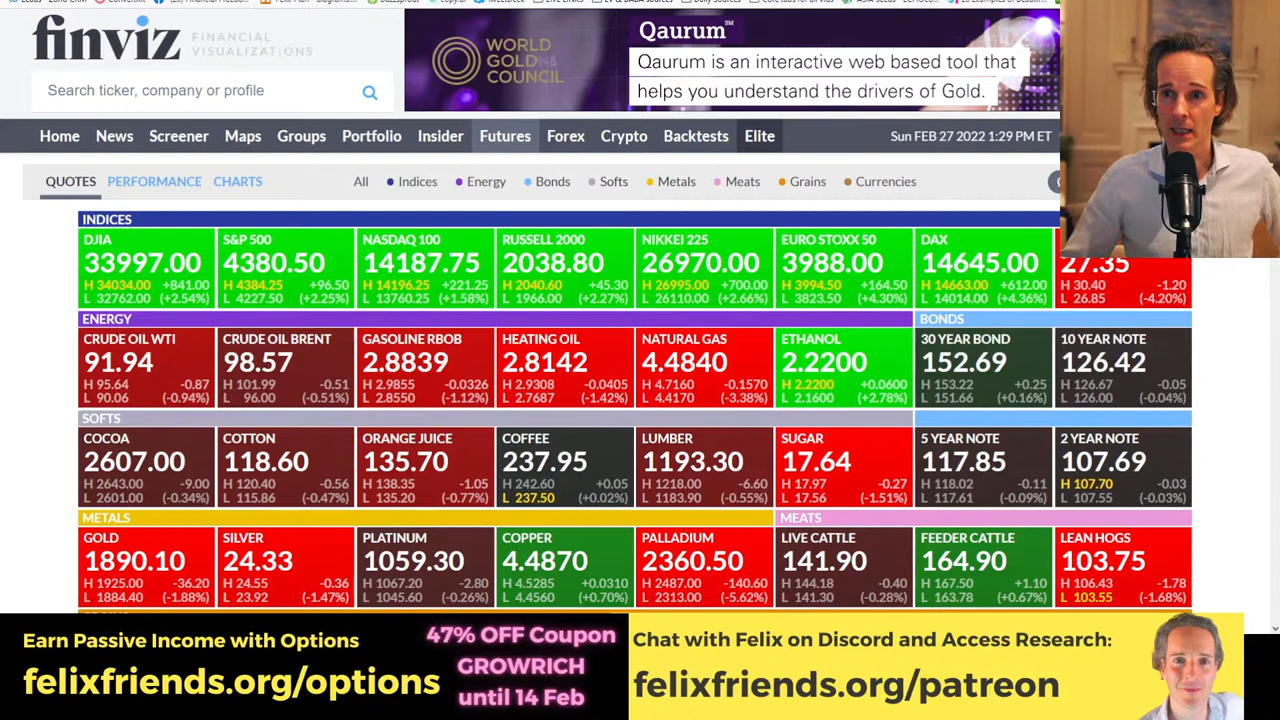 finviz
FINANCIAL
VISUALIZATIONS
Search ticker, company or profile
WORLD
GOLD
COUNCIL
Qaurum℠
Qaurum is an interactive web based tool that
helps you understand the drivers of Gold.
Home News Screener Maps Groups Portfolio Insider Futures Forex Crypto Backtests Elite Sun FEB 27 2022 1:29 PM ET
QUOTES PERFORMANCE CHARTS All Indices Energy Bonds Softs Metals Meats Grains Currencies
INDICES
DJIA S&P 500 NASDAQ 100 RUSSELL 2000 NIKKEI 225 EURO STOXX 50 DAX
33997.00 4380.50 14187.75 2038.80 26970.00 3988.00 14645.00 27.35
H 34034.00 +841.00 H 4384.25 +96.50 H 14196.25 +221.25 H 2040.60 +45.30 H 26995.00 +700.00 H 3994.50 +164.50 H 14663.00 +612.00 H 30.40 -1.20
L 32762.00 (+2.54%) L 4227.50 (+2.25%) L 13760.25 (+1.58%) L 1966.00 (+2.27%) L 26110.00 (+2.66%) L 3823.50 (+4.30%) L 14014.00 (+4.36%) L 26.85 (-4.20%)
ENERGY BONDS
CRUDE OIL WTI CRUDE OIL BRENT GASOLINE RBOB HEATING OIL NATURAL GAS ETHANOL 30 YEAR BOND 10 YEAR NOTE
91.94 98.57 2.8839 2.8142 4.4840 2.2200 152.69 126.42
H 95.64 -0.87 H 101.99 -0.51 H 2.9855 -0.0326 H 2.9308 -0.0405 H 4.7160 -0.1570 H 2.2200 +0.0600 H 153.22 +0.25 H 126.67 -0.05
L 90.06 (-0.94%) L 96.00 (-0.51%) L 2.8550 (-1.12%) L 2.7687 (-1.42%) L 4.4170 (-3.38%) L 2.1600 (+2.78%) L 151.66 (+0.16%) L 126.00 (-0.04%)
SOFTS
COCOA COTTON ORANGE JUICE COFFEE LUMBER SUGAR 5 YEAR NOTE 2 YEAR NOTE
2607.00 118.60 135.70 237.95 1193.30 17.64 117.85 107.69
H 2643.00 -9.00 H 120.40 -0.56 H 138.35 -1.05 H 242.60 +0.05 H 1218.00 -6.60 H 17.97 -0.27 H 118.02 -0.11 H 107.70 -0.03
L 2601.00 (-0.34%) L 115.86 (-0.47%) L 135.20 (-0.77%) L 237.50 (+0.02%) L 1183.90 (-0.55%) L 17.56 (-1.51%) L 117.61 (-0.09%) L 107.55 (-0.03%)
METALS MEATS
GOLD SILVER PLATINUM COPPER PALLADIUM LIVE CATTLE FEEDER CATTLE LEAN HOGS
1890.10 24.33 1059.30 4.4870 2360.50 141.90 164.90 103.75
H 1925.00 -36.20 H 24.55 -0.36 H 1067.20 -2.80 H 4.5285 +0.0310 H 2487.00 -140.60 H 144.18 -0.40 H 167.50 +1.10 H 106.43 -1.78
L 1884.40 (-1.88%) L 23.92 (-1.47%) L 1045.60 (-0.26%) L 4.4560 (+0.70%) L 2313.00 (-5.62%) L 141.30 (-0.28%) L 163.78 (+0.67%) L 103.55 (-1.68%)
Earn Passive Income with Options
felixfriends.org/options
47% OFF Coupon
GROWRICH
until 14 Feb
Chat with Felix on Discord and Access Research:
felixfriends.org/patreon